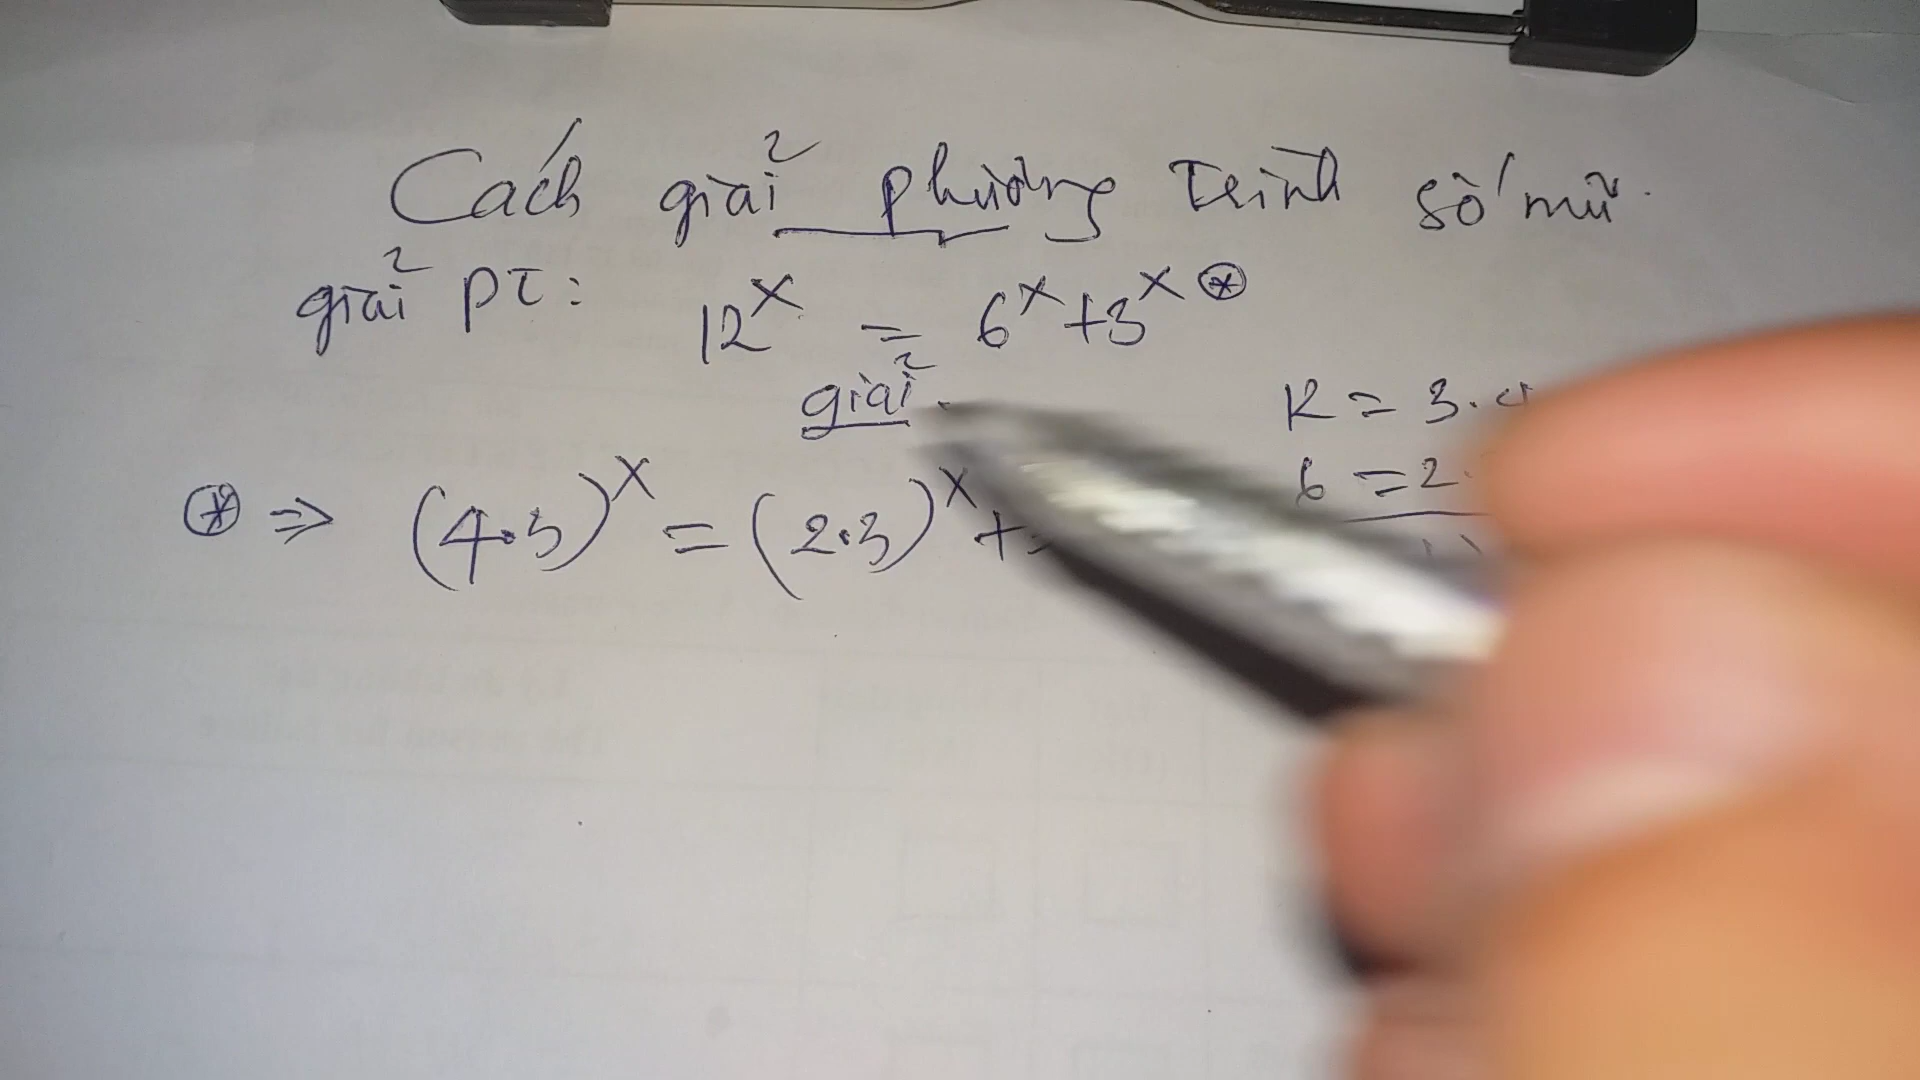 Cách giải phương trình số mũ.
giải PT: 12^x = 6^x + 3^x ⊛
giải.
12 = 3.4
6 = 2.
⊛ => (4.3)^x = (2.3)^x +